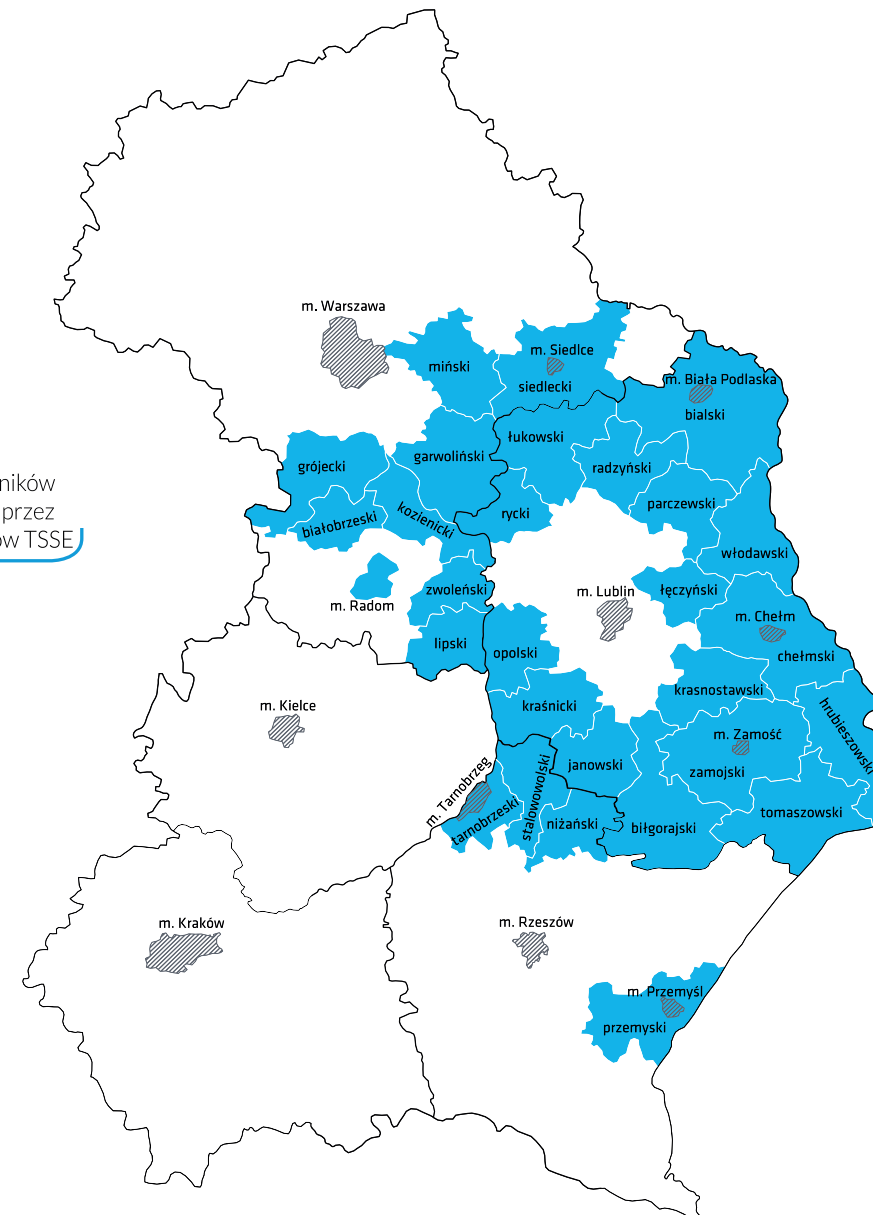 m. Warszawa
m. Siedlce
miński
siedlecki
m. Biała Podlaska
bialski
łukowski
garwoliński
grójecki
radzyński
ników
przez
ów TSSE
białobrzeski
kozienicki
rycki
parczewski
włodawski
zwoleński
m. Radom
m. Lublin
łęczyński
m. Chełm
lipski
opolski
chełmski
krasnostawski
m. Kielce
kraśnicki
hrubieszowski
m. Zamość
zamojski
janowski
m. Tarnobrzeg
tarnobrzeski
stalowowolski
niżański
biłgorajski
tomaszowski
m. Kraków
m. Rzeszów
m. Przemyśl
przemyski